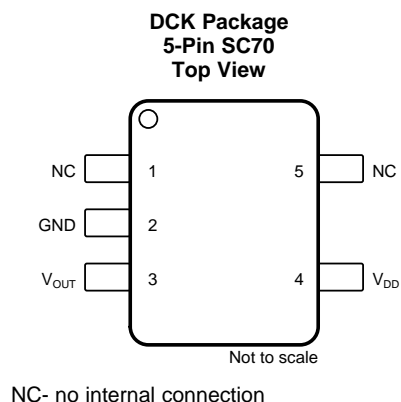 DCK Package
5-Pin SC70
Top View
NC 1 5 NC
GND 2
VOUT 3 4 VDD
Not to scale
NC- no internal connection